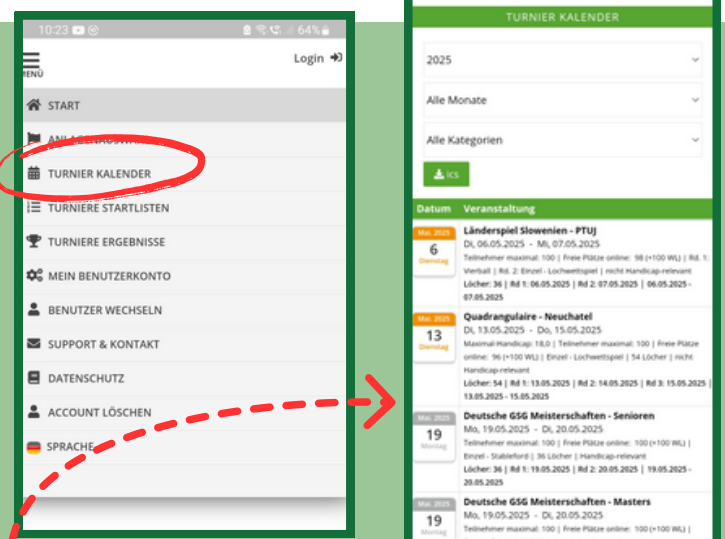 10:23
64%
Login
MENÜ
START
ANLAGENAUSWAHL
TURNIER KALENDER
TURNIERE STARTLISTEN
TURNIERE ERGEBNISSE
MEIN BENUTZERKONTO
BENUTZER WECHSELN
SUPPORT & KONTAKT
DATENSCHUTZ
ACCOUNT LÖSCHEN
SPRACHE
TURNIER KALENDER
2025
Alle Monate
Alle Kategorien
ics
Datum Veranstaltung
Mai. 2025
6
Dienstag
Länderspiel Slowenien - PTUJ
Di, 06.05.2025 - Mi, 07.05.2025
Teilnehmer maximal: 100 | Freie Plätze online: 98 (+100 WL) | Rd. 1:
Vierball | Rd. 2: Einzel - Lochwettspiel | nicht Handicap-relevant
Löcher: 36 | Rd 1: 06.05.2025 | Rd 2: 07.05.2025 | 06.05.2025 -
07.05.2025
Mai. 2025
13
Dienstag
Quadrangulaire - Neuchatel
Di, 13.05.2025 - Do, 15.05.2025
Maximal-Handicap: 18,0 | Teilnehmer maximal: 100 | Freie Plätze
online: 96 (+100 WL) | Einzel - Lochwettspiel | 54 Löcher | nicht
Handicap-relevant
Löcher: 54 | Rd 1: 13.05.2025 | Rd 2: 14.05.2025 | Rd 3: 15.05.2025 |
13.05.2025 - 15.05.2025
Mai. 2025
19
Montag
Deutsche GSG Meisterschaften - Senioren
Mo, 19.05.2025 - Di, 20.05.2025
Teilnehmer maximal: 100 | Freie Plätze online: 100 (+100 WL) |
Einzel - Stableford | 36 Löcher | Handicap-relevant
Löcher: 36 | Rd 1: 19.05.2025 | Rd 2: 20.05.2025 | 19.05.2025 -
20.05.2025
Mai. 2025
19
Montag
Deutsche GSG Meisterschaften - Masters
Mo, 19.05.2025 - Di, 20.05.2025
Teilnehmer maximal: 100 | Freie Plätze online: 100 (+100 WL) |